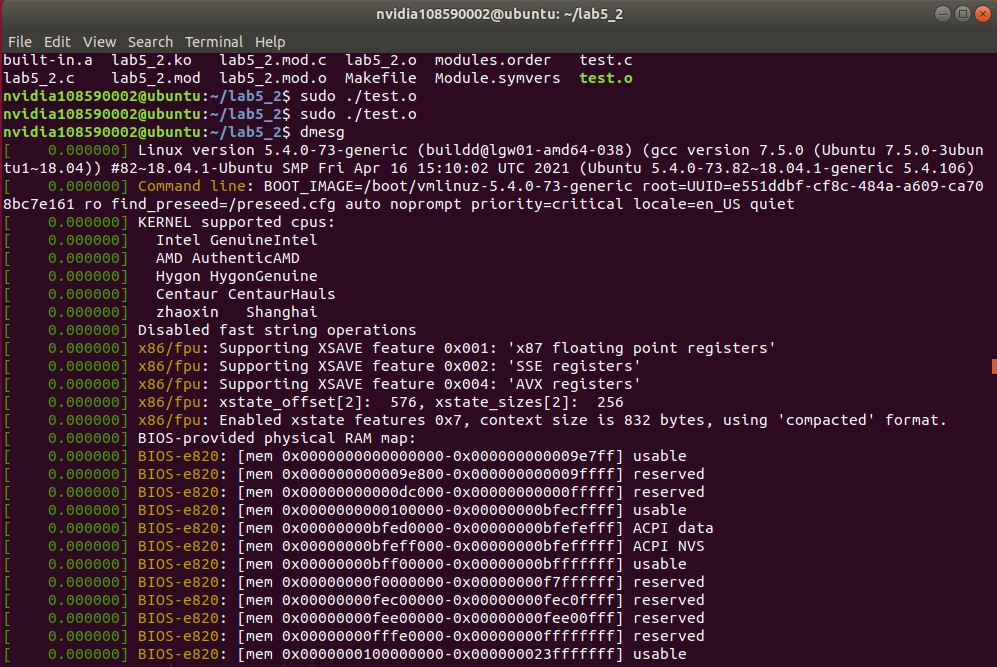 nvidia108590002@ubuntu: ~/lab5_2
File Edit View Search Terminal Help
built-in.a lab5_2.ko lab5_2.mod.c lab5_2.o modules.order test.c
lab5_2.c lab5_2.mod lab5_2.mod.o Makefile Module.symvers test.o
nvidia108590002@ubuntu:~/lab5_2$ sudo ./test.o
nvidia108590002@ubuntu:~/lab5_2$ sudo ./test.o
nvidia108590002@ubuntu:~/lab5_2$ dmesg
[    0.000000] Linux version 5.4.0-73-generic (buildd@lgw01-amd64-038) (gcc version 7.5.0 (Ubuntu 7.5.0-3ubun
tu1~18.04)) #82~18.04.1-Ubuntu SMP Fri Apr 16 15:10:02 UTC 2021 (Ubuntu 5.4.0-73.82~18.04.1-generic 5.4.106)
[    0.000000] Command line: BOOT_IMAGE=/boot/vmlinuz-5.4.0-73-generic root=UUID=e551ddbf-cf8c-484a-a609-ca70
8bc7e161 ro find_preseed=/preseed.cfg auto noprompt priority=critical locale=en_US quiet
[    0.000000] KERNEL supported cpus:
[    0.000000]   Intel GenuineIntel
[    0.000000]   AMD AuthenticAMD
[    0.000000]   Hygon HygonGenuine
[    0.000000]   Centaur CentaurHauls
[    0.000000]   zhaoxin   Shanghai
[    0.000000] Disabled fast string operations
[    0.000000] x86/fpu: Supporting XSAVE feature 0x001: 'x87 floating point registers'
[    0.000000] x86/fpu: Supporting XSAVE feature 0x002: 'SSE registers'
[    0.000000] x86/fpu: Supporting XSAVE feature 0x004: 'AVX registers'
[    0.000000] x86/fpu: xstate_offset[2]:  576, xstate_sizes[2]:  256
[    0.000000] x86/fpu: Enabled xstate features 0x7, context size is 832 bytes, using 'compacted' format.
[    0.000000] BIOS-provided physical RAM map:
[    0.000000] BIOS-e820: [mem 0x0000000000000000-0x000000000009e7ff] usable
[    0.000000] BIOS-e820: [mem 0x000000000009e800-0x000000000009ffff] reserved
[    0.000000] BIOS-e820: [mem 0x00000000000dc000-0x00000000000fffff] reserved
[    0.000000] BIOS-e820: [mem 0x0000000000100000-0x00000000bfecffff] usable
[    0.000000] BIOS-e820: [mem 0x00000000bfed0000-0x00000000bfefefff] ACPI data
[    0.000000] BIOS-e820: [mem 0x00000000bfeff000-0x00000000bfefffff] ACPI NVS
[    0.000000] BIOS-e820: [mem 0x00000000bff00000-0x00000000bfffffff] usable
[    0.000000] BIOS-e820: [mem 0x00000000f0000000-0x00000000f7ffffff] reserved
[    0.000000] BIOS-e820: [mem 0x00000000fec00000-0x00000000fec0ffff] reserved
[    0.000000] BIOS-e820: [mem 0x00000000fee00000-0x00000000fee00fff] reserved
[    0.000000] BIOS-e820: [mem 0x00000000fffe0000-0x00000000ffffffff] reserved
[    0.000000] BIOS-e820: [mem 0x0000000100000000-0x000000023fffffff] usable